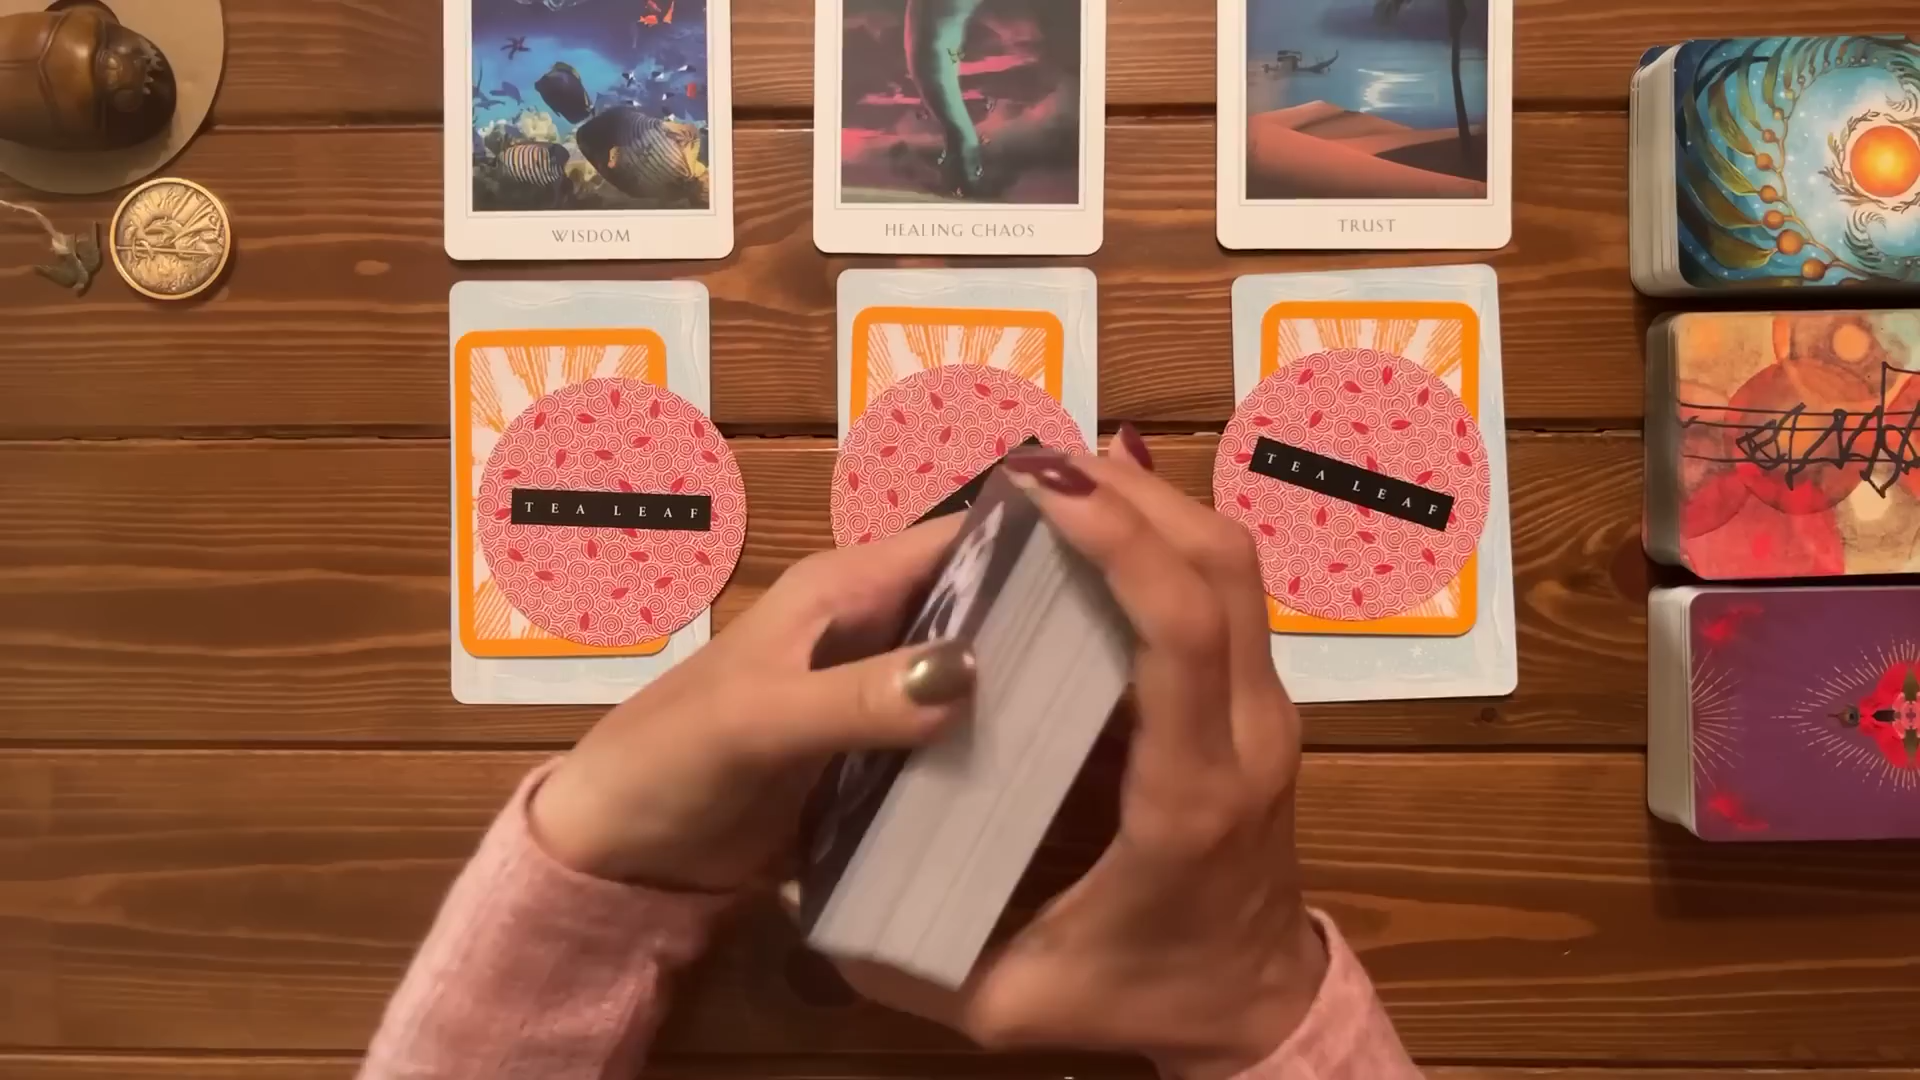 WISDOM
HEALING CHAOS
TRUST
TEA LEAF
TEA LEAF